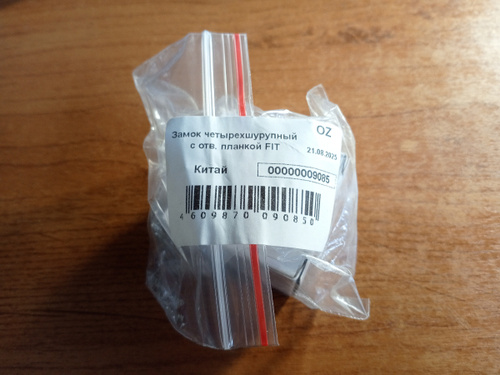 Замок четырехшурупный
с отв. планкой FIT
OZ
21.08.2025
Китай
00000009085
4 609870 090850